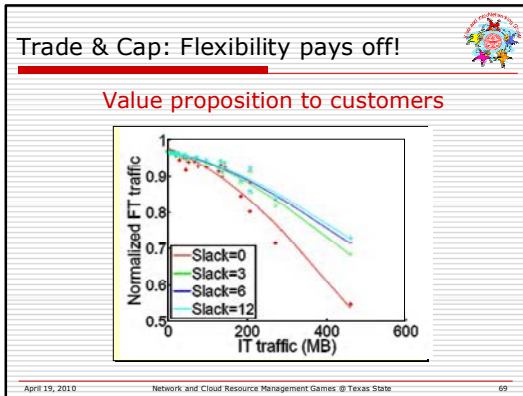 Trade & Cap: Flexibility pays off!
Value proposition to customers
Normalized FT traffic
1
0.9
0.8
0.7
0.6
0.5
Slack=0
Slack=3
Slack=6
Slack=12
0
200
400
600
IT traffic (MB)
April 19, 2010
Network and Cloud Resource Management Games @ Texas State
69